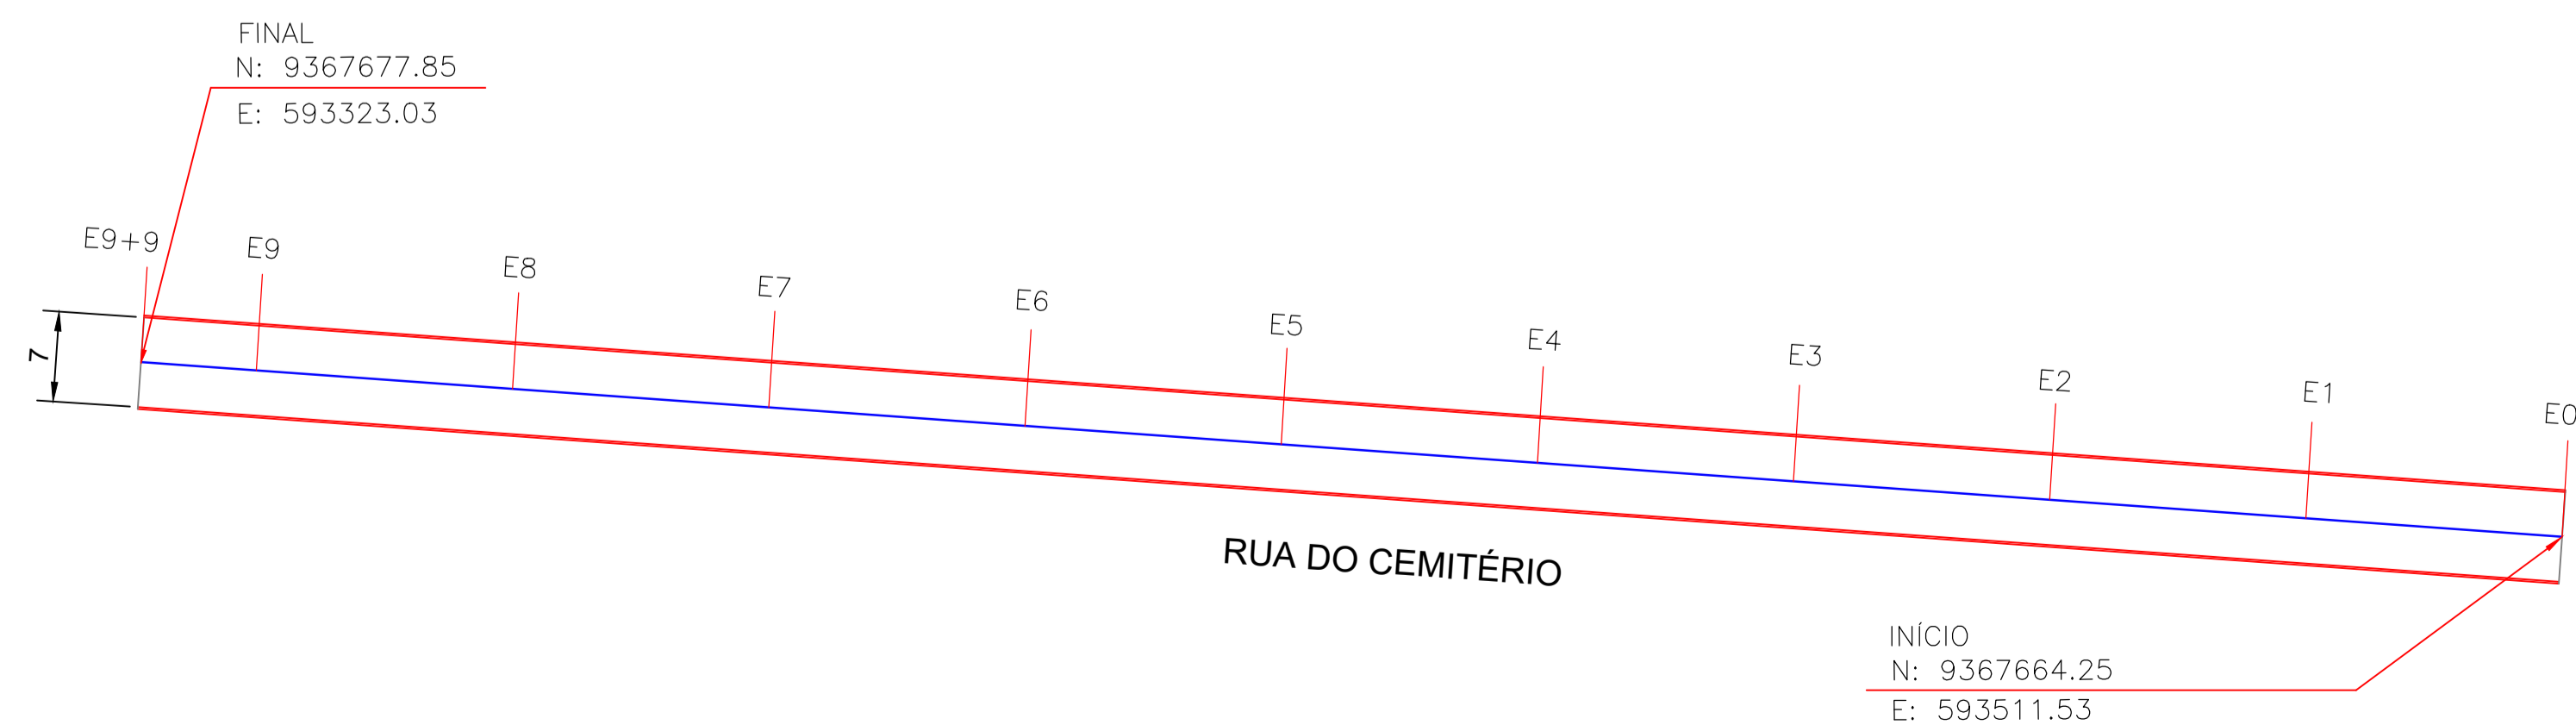 FINAL
N: 9367677.85
E: 593323.03
E9+9
E9
E8
E7
E6
E5
E4
E3
E2
E1
E0
7
RUA DO CEMITÉRIO
INÍCIO
N: 9367664.25
E: 593511.53